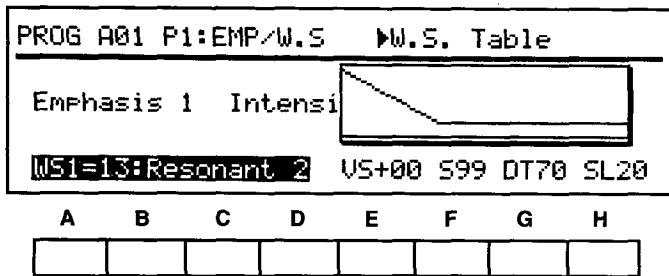 PROG A01 P1:EMP/W.S ▶W.S. Table
Emphasis 1 Intensi
WS1=13:Resonant 2 VS+00 S99 DT70 SL20
A B C D E F G H